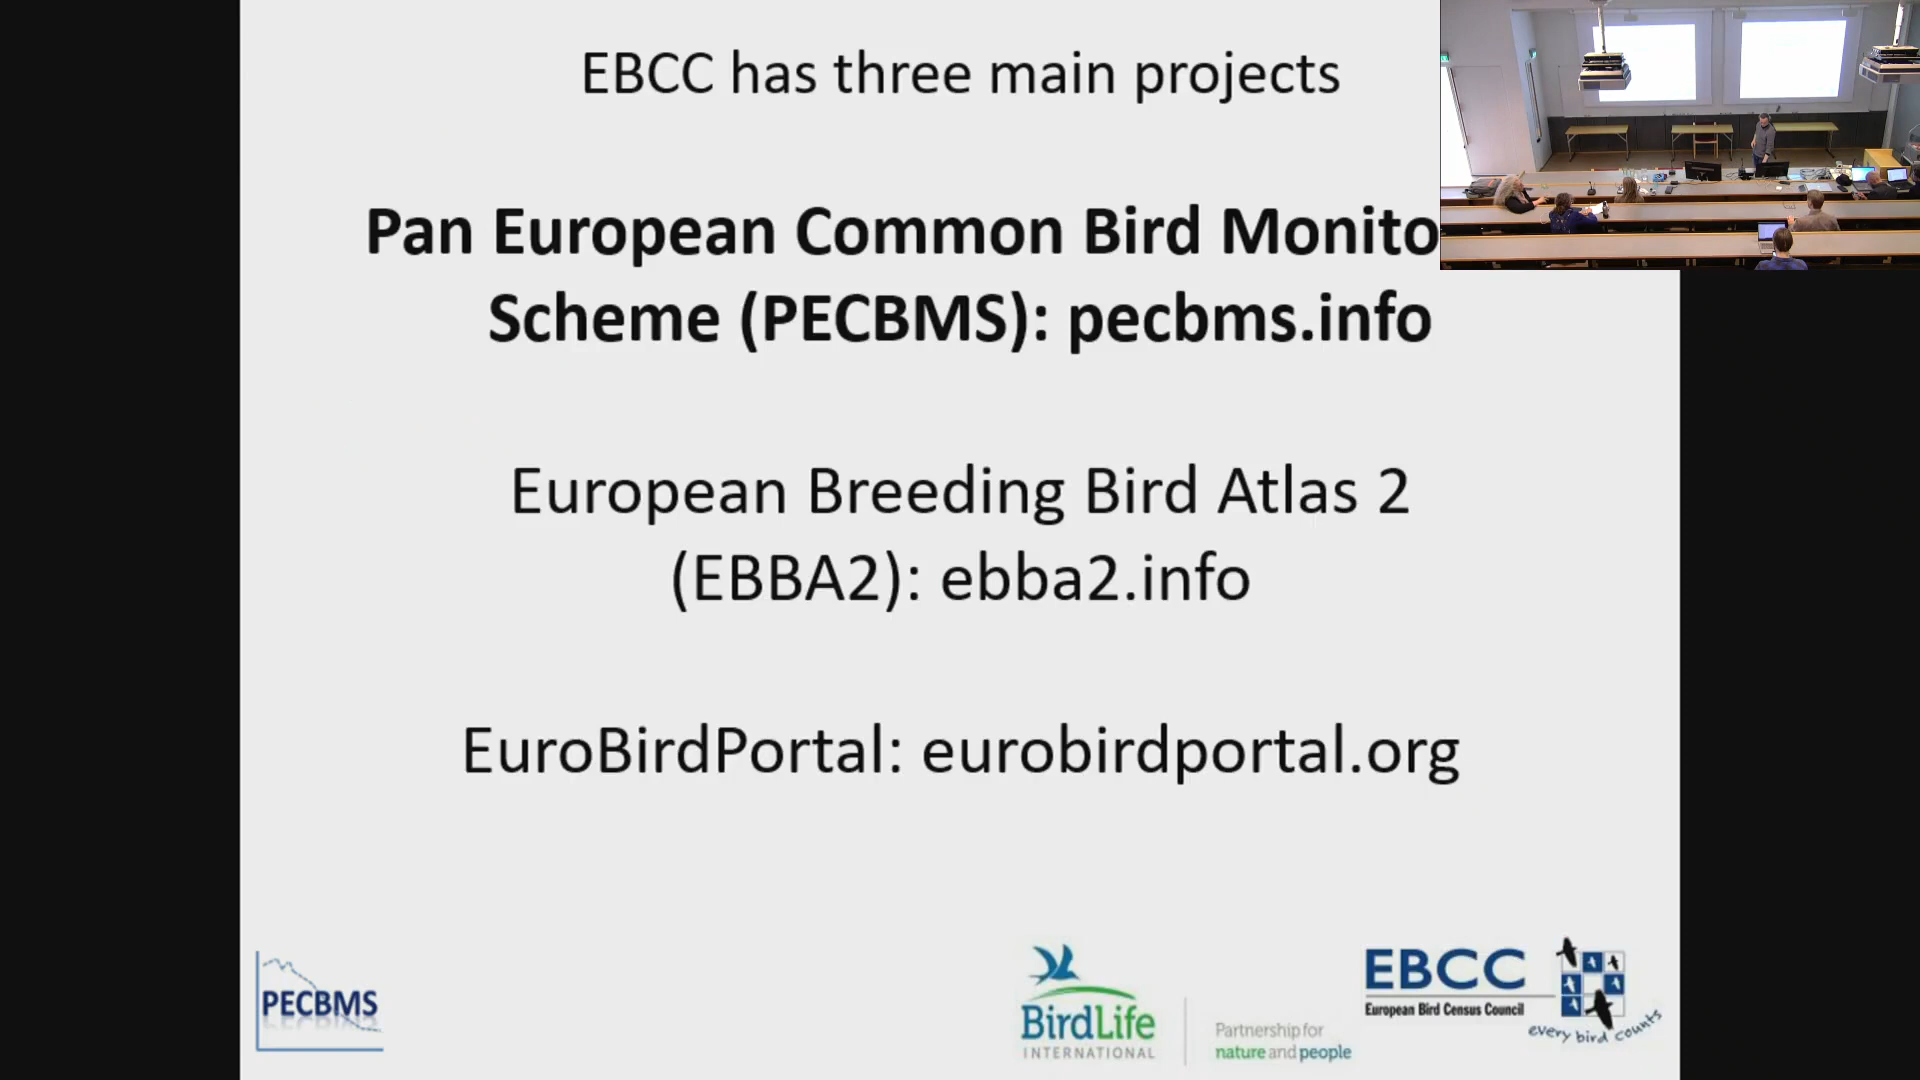 EBCC has three main projects
Pan European Common Bird Monito
Scheme (PECBMS): pecbms.info
European Breeding Bird Atlas 2
(EBBA2): ebba2.info
EuroBirdPortal: eurobirdportal.org
PECBMS
BirdLife
INTERNATIONAL
Partnership for
nature and people
EBCC
European Bird Census Council
every bird counts